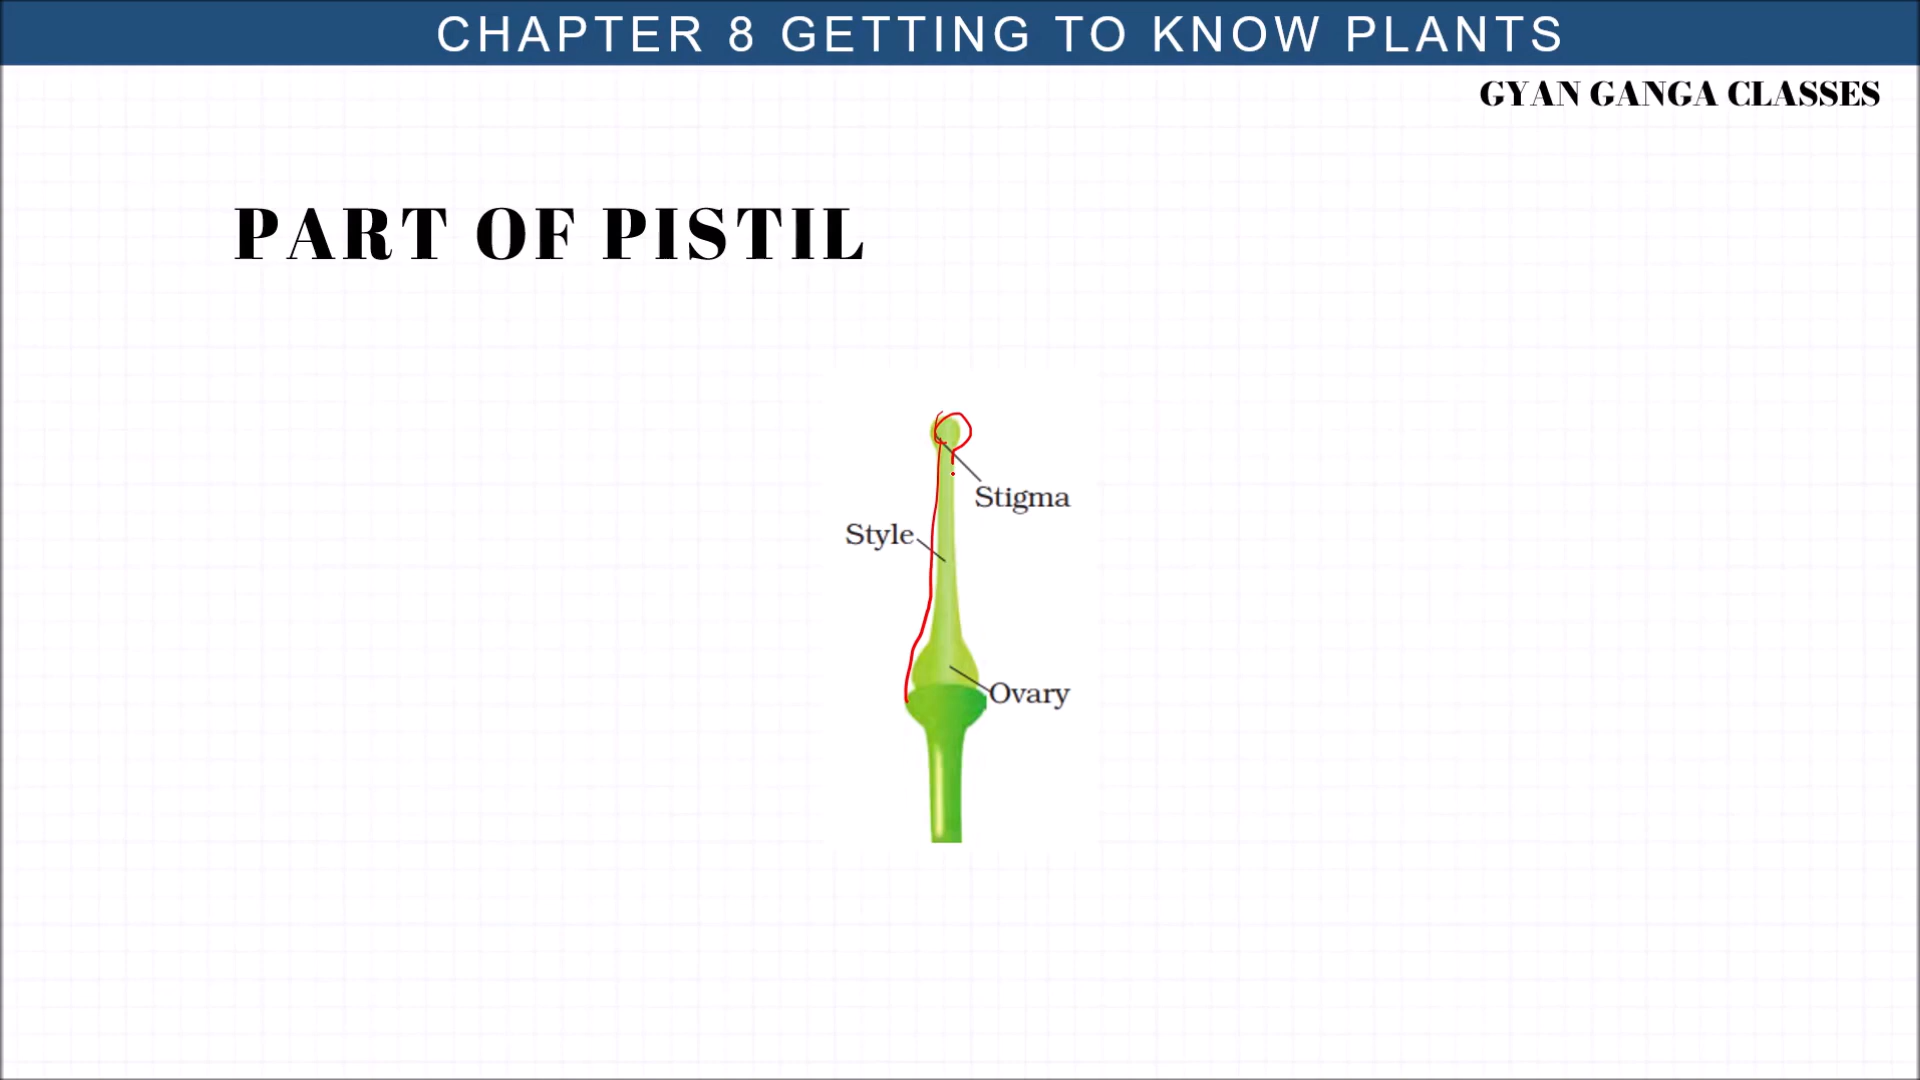 CHAPTER 8 GETTING TO KNOW PLANTS
GYAN GANGA CLASSES
PART OF PISTIL
Stigma
Style
Ovary